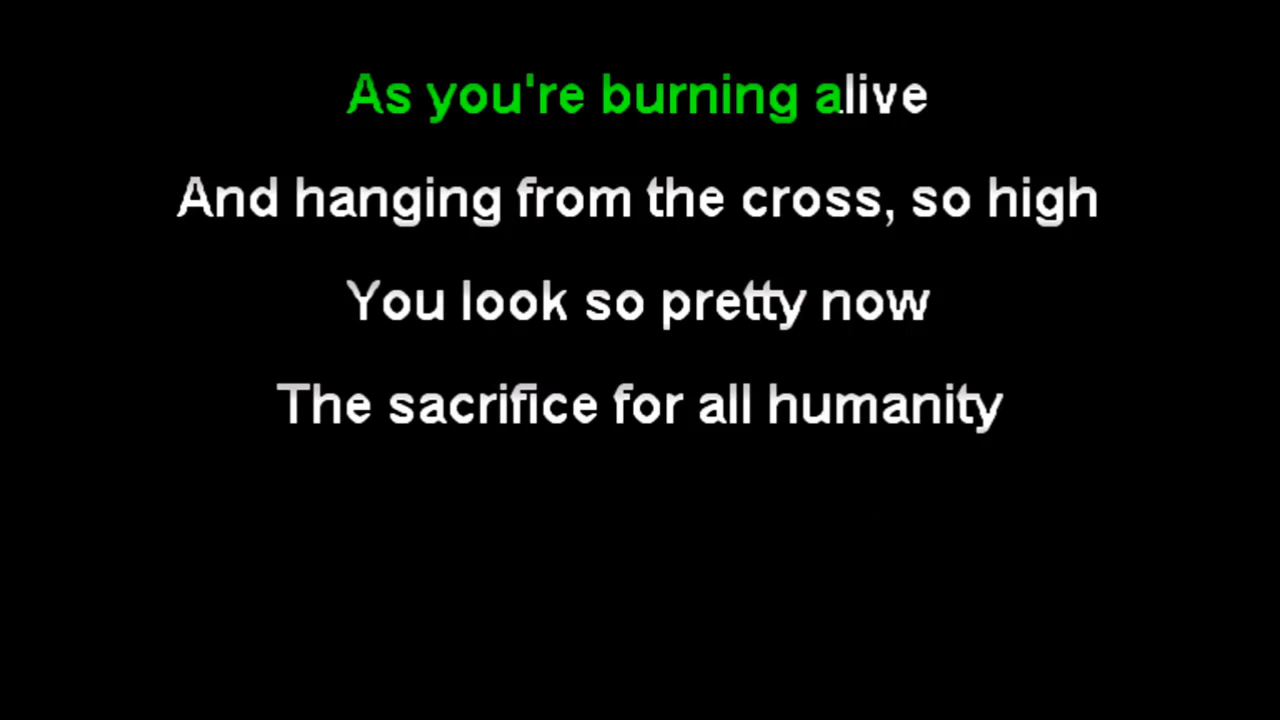 As you're burning alive
And hanging from the cross, so high
You look so pretty now
The sacrifice for all humanity